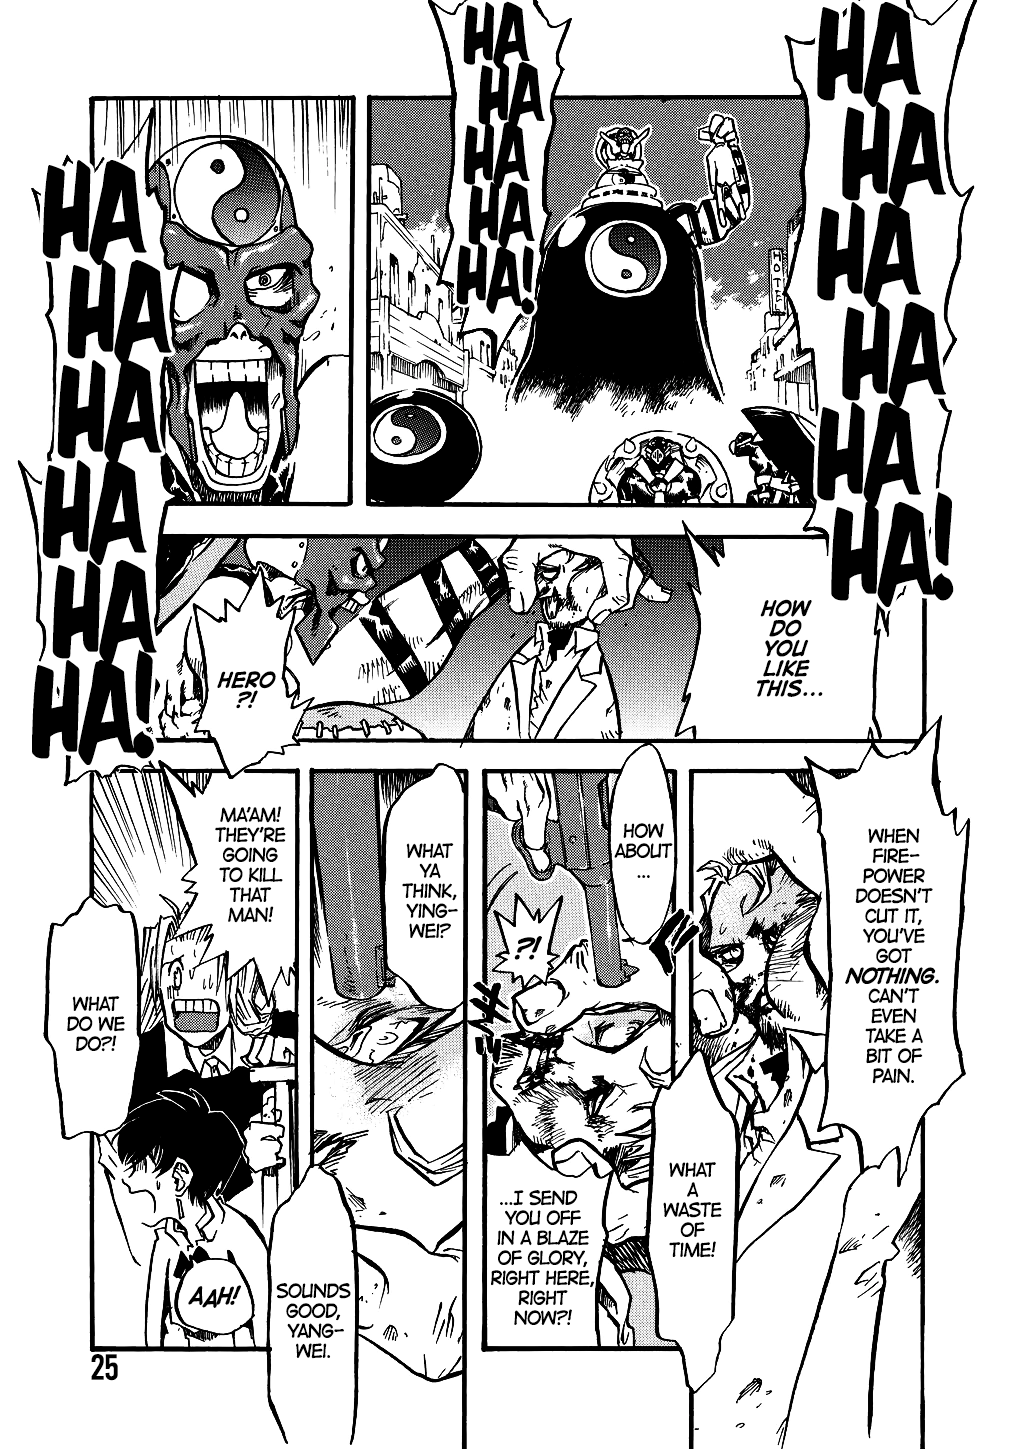 HA
HA
HA
HA
HA
HA!
HOTEL
HA
HA
HA
HA
HA!
HA
HA
HA
HA
HA
HA!
HOW
DO
YOU
LIKE
THIS...
HERO
?!
WHEN
FIRE-
POWER
DOESN'T
CUT IT,
YOU'VE
GOT
NOTHING.
CAN'T
EVEN
TAKE A
BIT OF
PAIN.
WHAT
A
WASTE
OF
TIME!
HOW
ABOUT
...
?!
...I SEND
YOU OFF
IN A BLAZE
OF GLORY,
RIGHT HERE,
RIGHT
NOW?!
WHAT
YA
THINK,
YING-
WEI?
SOUNDS
GOOD,
YANG-
WEI.
MA'AM!
THEY'RE
GOING
TO KILL
THAT
MAN!
WHAT
DO WE
DO?!
AAH!
25